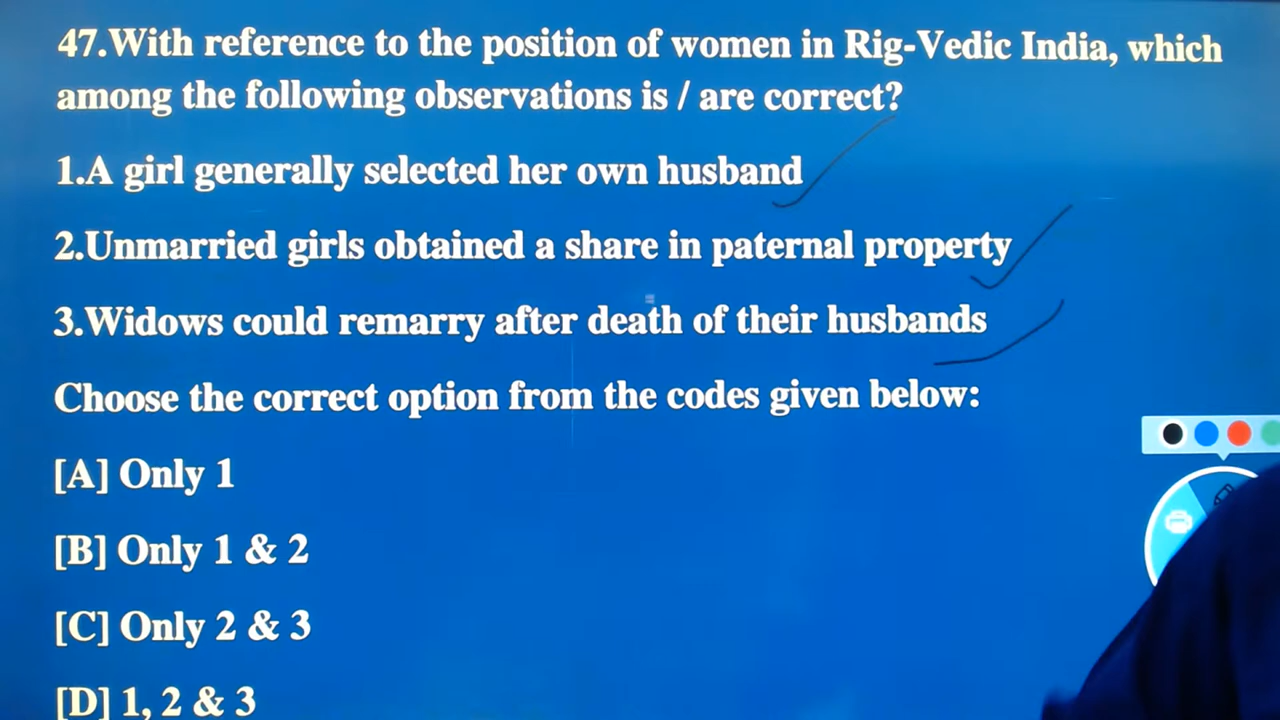 47.With reference to the position of women in Rig-Vedic India, which
among the following observations is / are correct?
1.A girl generally selected her own husband
2.Unmarried girls obtained a share in paternal property
3.Widows could remarry after death of their husbands
Choose the correct option from the codes given below:
[A] Only 1
[B] Only 1 & 2
[C] Only 2 & 3
[D] 1, 2 & 3